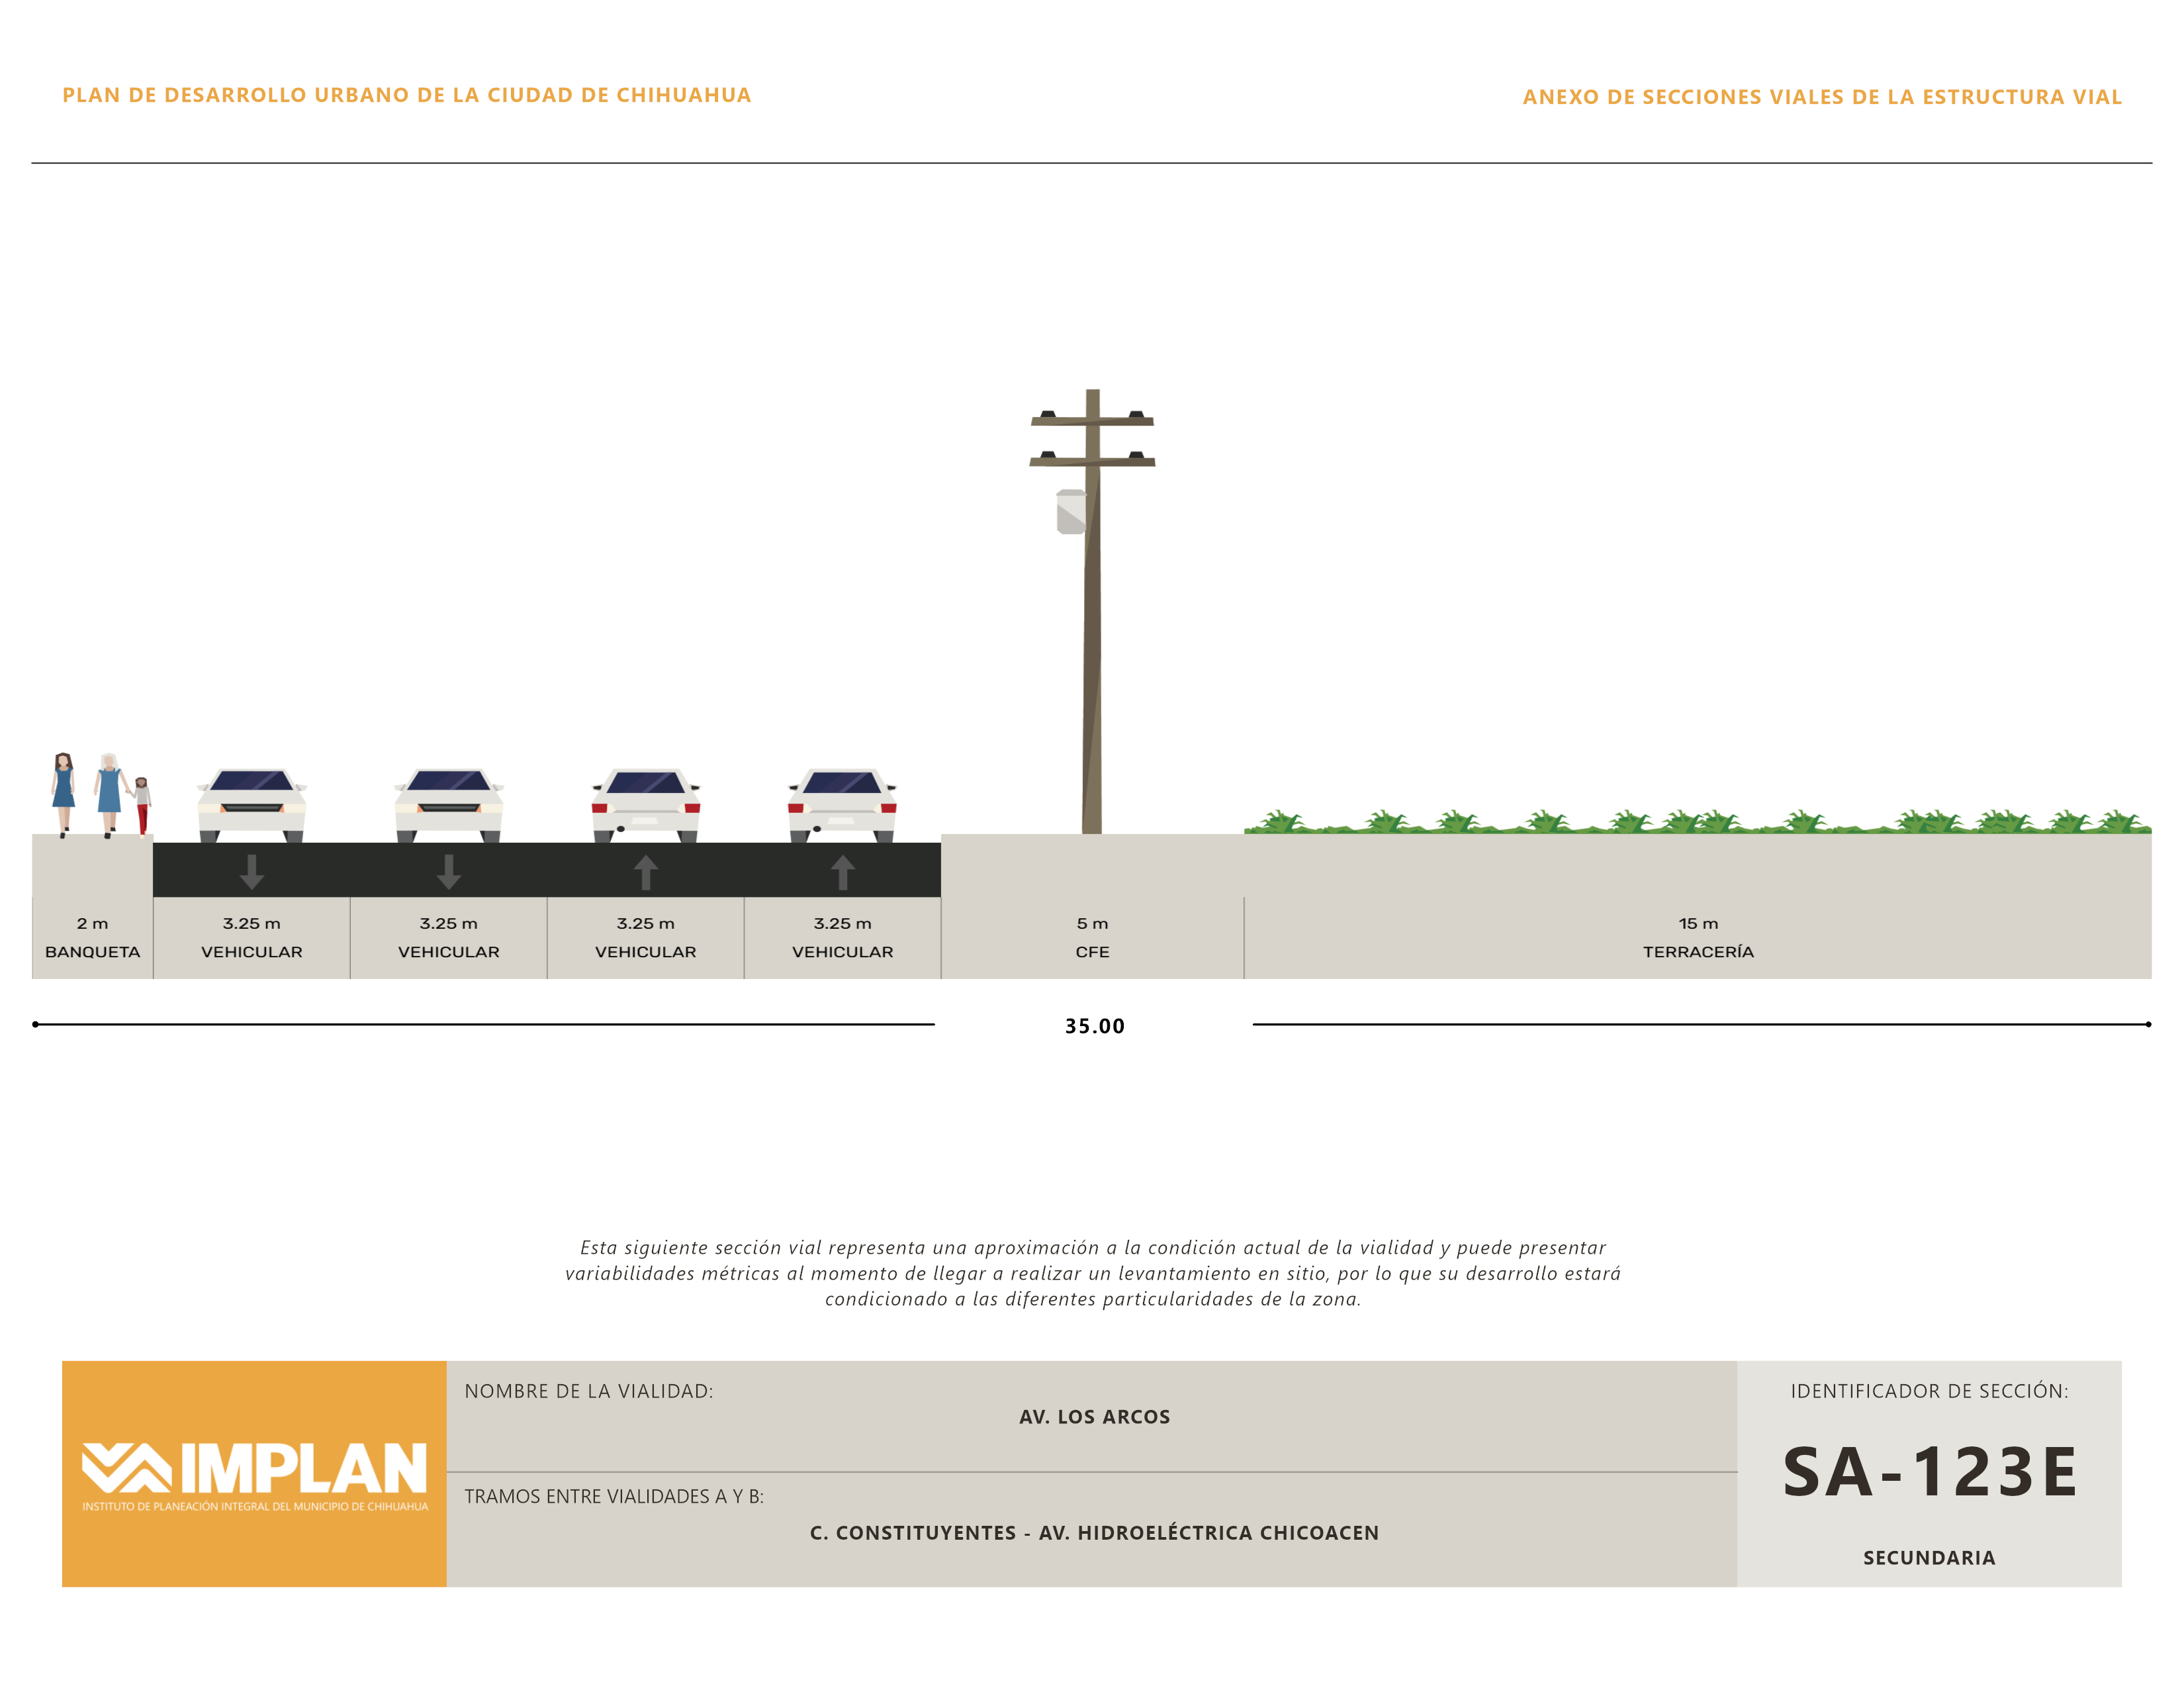 PLAN DE DESARROLLO URBANO DE LA CIUDAD DE CHIHUAHUA
ANEXO DE SECCIONES VIALES DE LA ESTRUCTURA VIAL
2 m
BANQUETA
3.25 m
VEHICULAR
3.25 m
VEHICULAR
3.25 m
VEHICULAR
3.25 m
VEHICULAR
5 m
CFE
15 m
TERRACERÍA
35.00
Esta siguiente sección vial representa una aproximación a la condición actual de la vialidad y puede presentar
variabilidades métricas al momento de llegar a realizar un levantamiento en sitio, por lo que su desarrollo estará
condicionado a las diferentes particularidades de la zona.
IMPLAN
INSTITUTO DE PLANEACIÓN INTEGRAL DEL MUNICIPIO DE CHIHUAHUA
NOMBRE DE LA VIALIDAD:
AV. LOS ARCOS
TRAMOS ENTRE VIALIDADES A Y B:
C. CONSTITUYENTES - AV. HIDROELÉCTRICA CHICOACEN
IDENTIFICADOR DE SECCIÓN:
SA-123E
SECUNDARIA